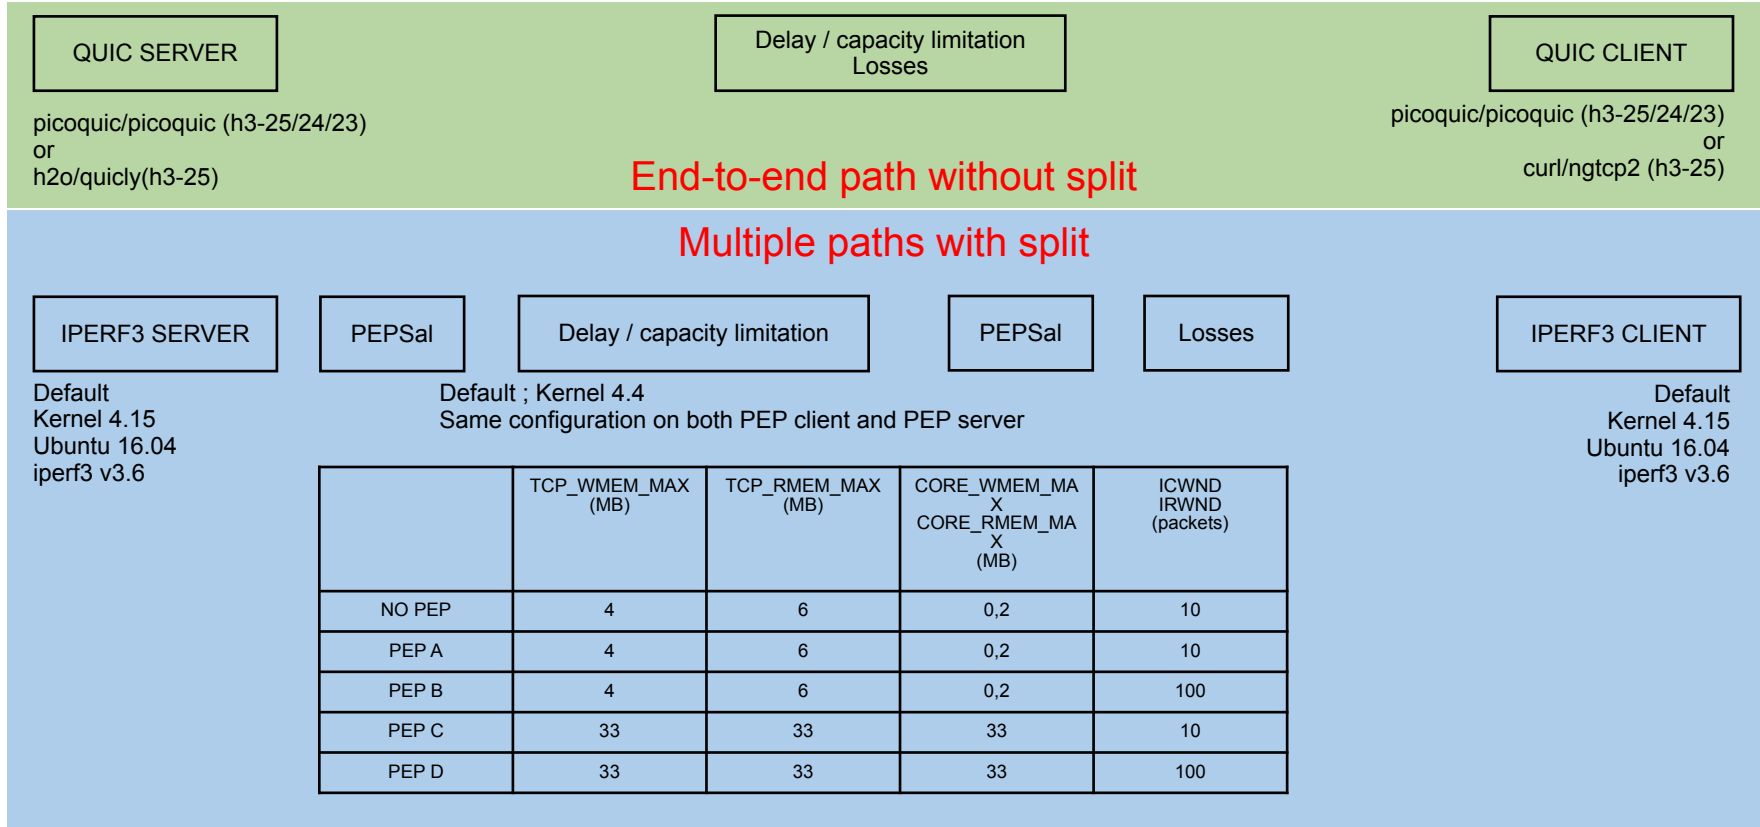 QUIC SERVER
Delay / capacity limitation
Losses
QUIC CLIENT
picoquic/picoquic (h3-25/24/23)
or
h2o/quicly(h3-25)
picoquic/picoquic (h3-25/24/23)
or
curl/ngtcp2 (h3-25)
End-to-end path without split
Multiple paths with split
IPERF3 SERVER
PEPSal
Delay / capacity limitation
PEPSal
Losses
IPERF3 CLIENT
Default
Kernel 4.15
Ubuntu 16.04
iperf3 v3.6
Default ; Kernel 4.4
Same configuration on both PEP client and PEP server
Default
Kernel 4.15
Ubuntu 16.04
iperf3 v3.6
TCP_WMEM_MAX
(MB)
TCP_RMEM_MAX
(MB)
CORE_WMEM_MA
X
CORE_RMEM_MA
X
(MB)
ICWND
IRWND
(packets)
NO PEP 4 6 0,2 10
PEP A 4 6 0,2 10
PEP B 4 6 0,2 100
PEP C 33 33 33 10
PEP D 33 33 33 100